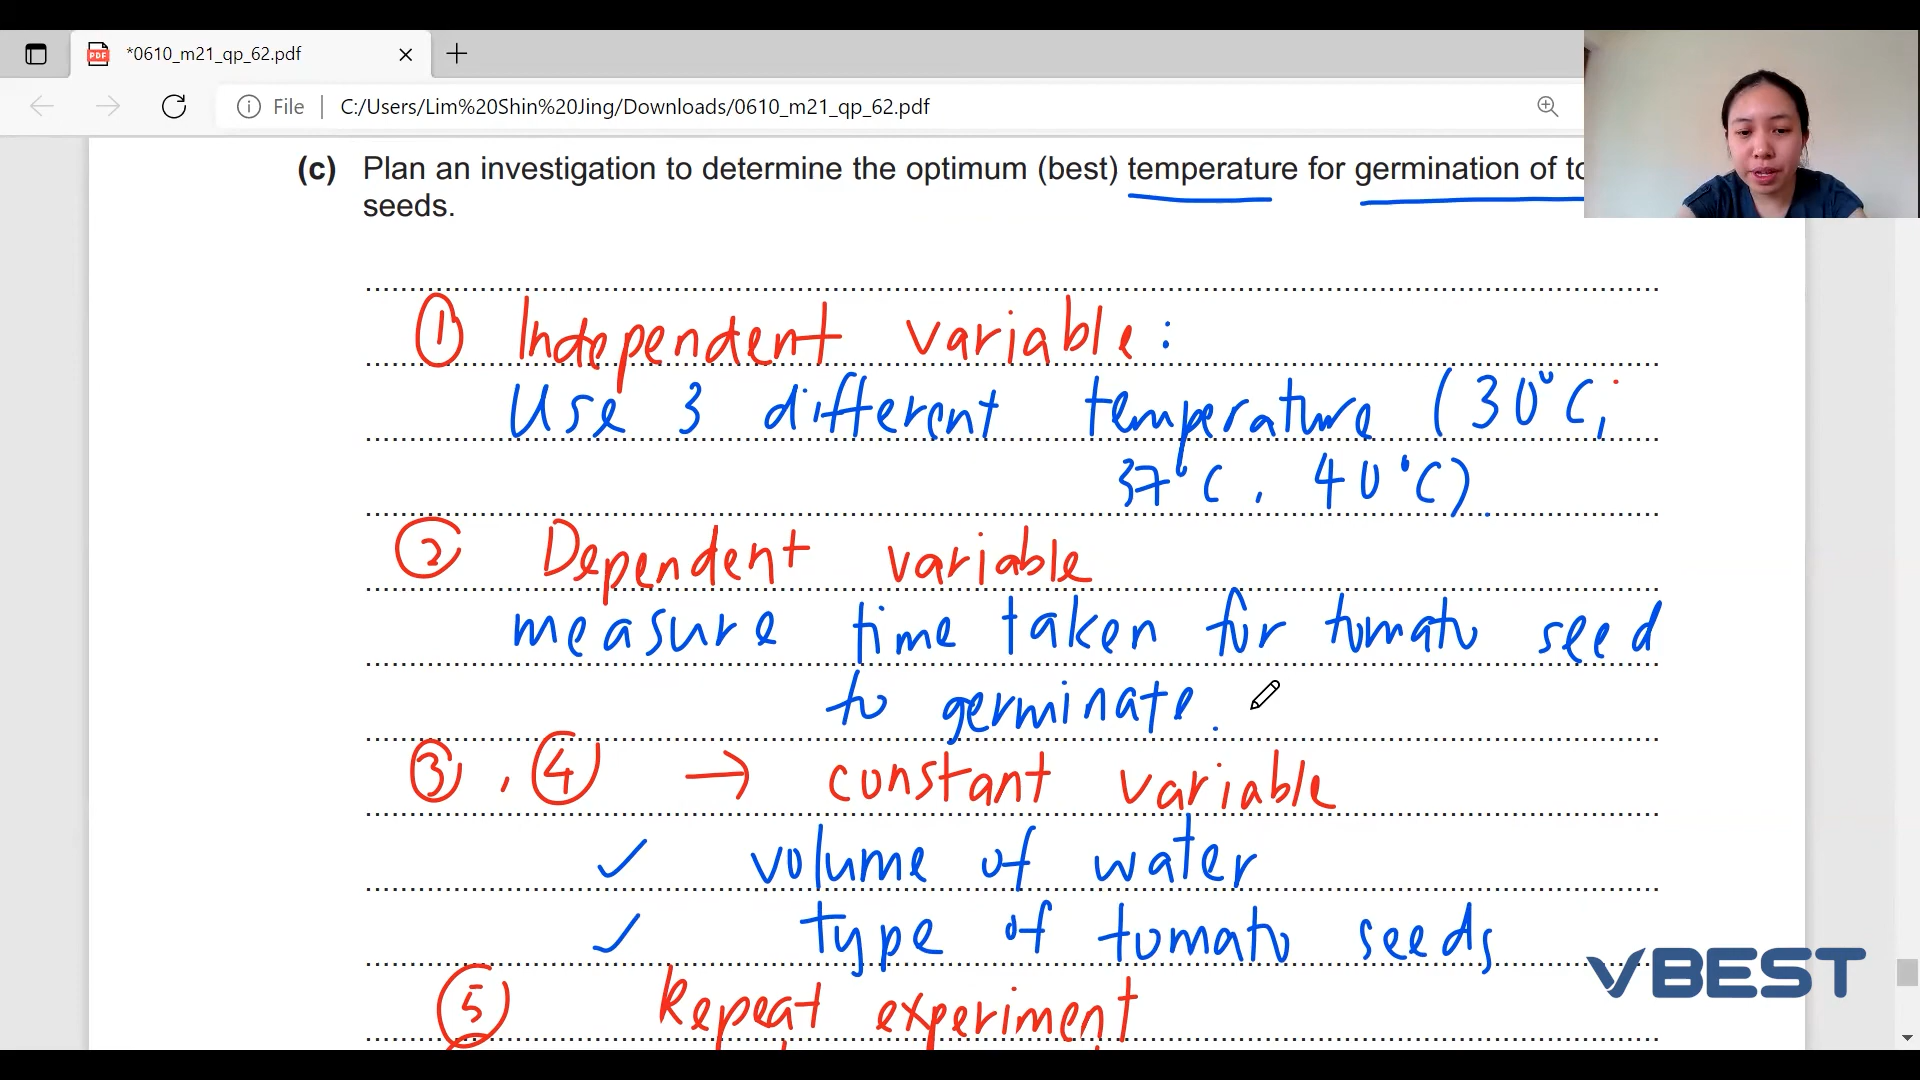 *0610_m21_qp_62.pdf
File
C:/Users/Lim%20Shin%20Jing/Downloads/0610_m21_qp_62.pdf
(c) Plan an investigation to determine the optimum (best) temperature for germination of to
seeds.
① Independent variable:
Use 3 different temperature (30°C,
37°C, 40°C).
② Dependent variable
measure time taken for tomato seed
to germinate.
③, ④ → constant variable
✓ volume of water
✓ type of tomato seeds
⑤ Repeat experiment
VBEST